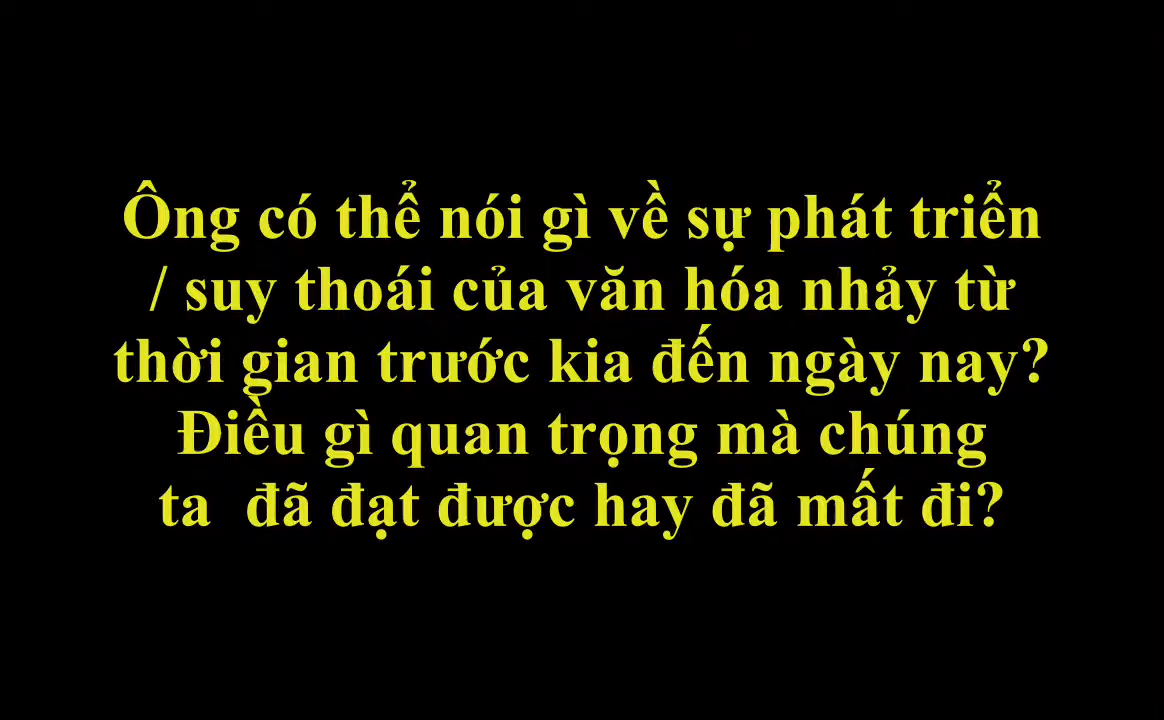 Ông có thể nói gì về sự phát triển
/ suy thoái của văn hóa nhảy từ
thời gian trước kia đến ngày nay?
Điều gì quan trọng mà chúng
ta  đã đạt được hay đã mất đi?